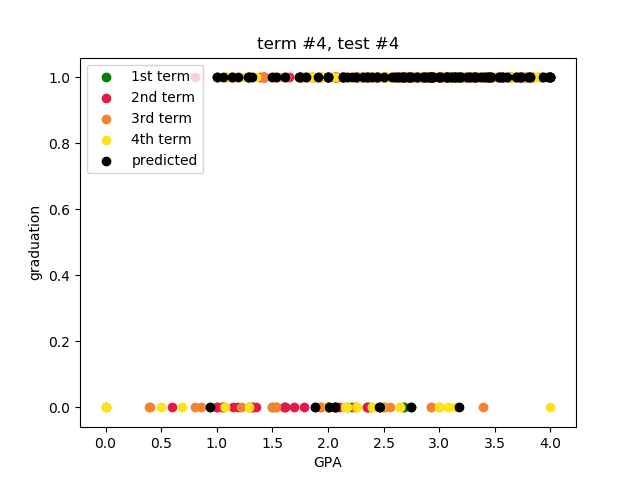 term #4, test #4
1st term
2nd term
3rd term
4th term
predicted
graduation
1.0
0.8
0.6
0.4
0.2
0.0
0.0 0.5 1.0 1.5 2.0 2.5 3.0 3.5 4.0
GPA